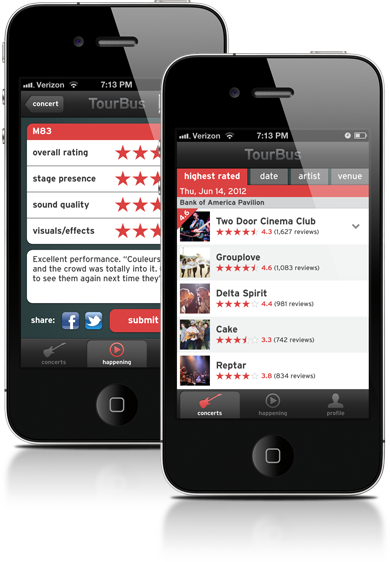 Verizon 7:13 PM
concert TourBus
M83
overall rating
stage presence
sound quality
visuals/effects
Excellent performance. “Couleurs
and the crowd was totally into it.
to see them again next time they
share: submit
concerts happening
Verizon 7:13 PM
TourBus
highest rated date artist venue
Thu, Jun 14, 2012
Bank of America Pavilion
4.6
Two Door Cinema Club
4.3 (1,627 reviews)
Grouplove
4.6 (1,083 reviews)
Delta Spirit
4.4 (981 reviews)
Cake
3.3 (742 reviews)
Reptar
3.8 (834 reviews)
concerts happening profile